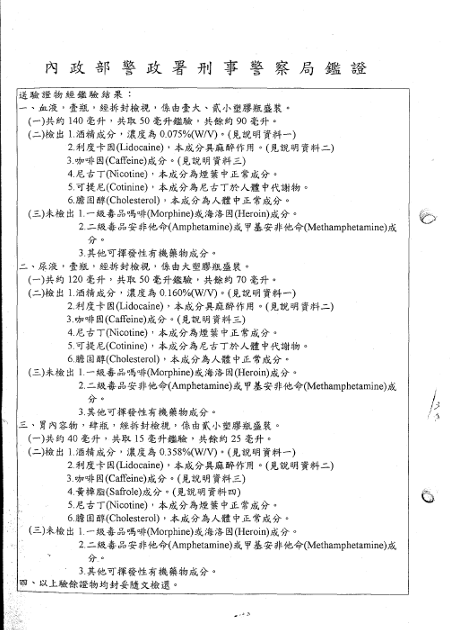 內政部警政署刑事警察局鑑證
送驗證物經鑑驗結果：
一、血液，壹瓶，經拆封檢視，係由壹大、貳小塑膠瓶盛裝。
(一)共約 140 毫升，共取 50 毫升鑑驗，共餘約 90 毫升。
(二)檢出 1.酒精成分，濃度為 0.075%(W/V)。(見說明資料一)
2.利度卡因(Lidocaine)，本成分具麻醉作用。(見說明資料二)
3.咖啡因(Caffeine)成分。(見說明資料三)
4.尼古丁(Nicotine)，本成分為煙葉中正常成分。
5.可提尼(Cotinine)，本成分為尼古丁於人體中代謝物。
6.膽固醇(Cholesterol)，本成分為人體中正常成分。
(三)未檢出 1.一級毒品嗎啡(Morphine)或海洛因(Heroin)成分。
2.二級毒品安非他命(Amphetamine)或甲基安非他命(Methamphetamine)成
分。
3.其他可揮發性有機藥物成分。
二、尿液，壹瓶，經拆封檢視，係由大塑膠瓶盛裝。
(一)共約 120 毫升，共取 50 毫升鑑驗，共餘約 70 毫升。
(二)檢出 1.酒精成分，濃度為 0.160%(W/V)。(見說明資料一)
2.利度卡因(Lidocaine)，本成分具麻醉作用。(見說明資料二)
3.咖啡因(Caffeine)成分。(見說明資料三)
4.尼古丁(Nicotine)，本成分為煙葉中正常成分。
5.可提尼(Cotinine)，本成分為尼古丁於人體中代謝物。
6.膽固醇(Cholesterol)，本成分為人體中正常成分。
(三)未檢出 1.一級毒品嗎啡(Morphine)或海洛因(Heroin)成分。
2.二級毒品安非他命(Amphetamine)或甲基安非他命(Methamphetamine)成
分。
3.其他可揮發性有機藥物成分。
三、胃內容物，肆瓶，經拆封檢視，係由貳小塑膠瓶盛裝。
(一)共約 40 毫升，共取 15 毫升鑑驗，共餘約 25 毫升。
(二)檢出 1.酒精成分，濃度為 0.358%(W/V)。(見說明資料一)
2.利度卡因(Lidocaine)，本成分具麻醉作用。(見說明資料二)
3.咖啡因(Caffeine)成分。(見說明資料三)
4.黃樟脂(Safrole)成分。(見說明資料四)
5.尼古丁(Nicotine)，本成分為煙葉中正常成分。
6.膽固醇(Cholesterol)，本成分為人體中正常成分。
(三)未檢出 1.一級毒品嗎啡(Morphine)或海洛因(Heroin)成分。
2.二級毒品安非他命(Amphetamine)或甲基安非他命(Methamphetamine)成
分。
3.其他可揮發性有機藥物成分。
四、以上驗餘證物均封妥隨文檢還。